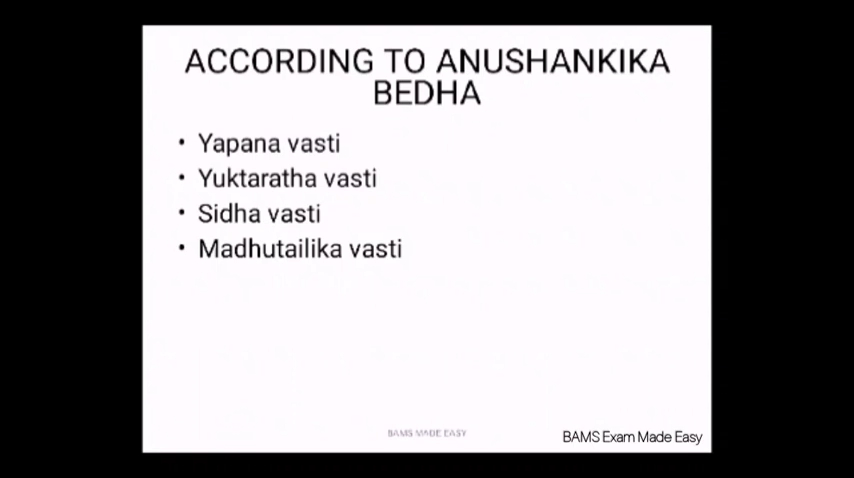 ACCORDING TO ANUSHANKIKA
BEDHA
• Yapana vasti
• Yuktaratha vasti
• Sidha vasti
• Madhutailika vasti
BAMS MADE EASY
BAMS Exam Made Easy